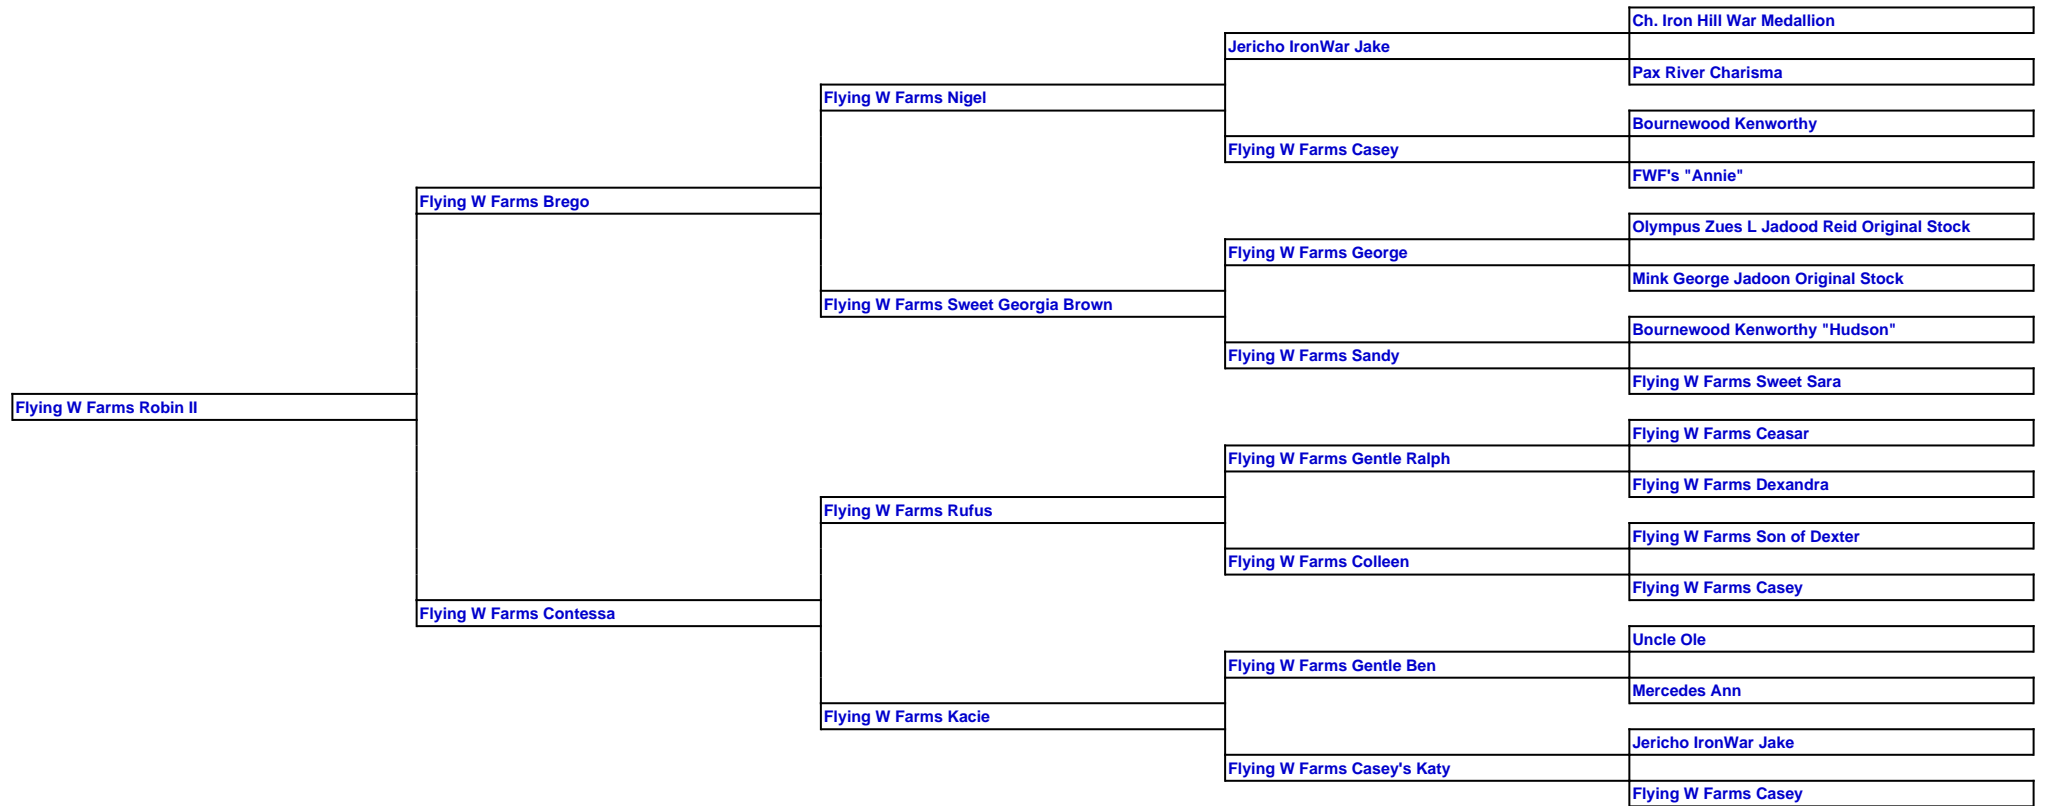 Ch. Iron Hill War Medallion
Jericho IronWar Jake
Pax River Charisma
Flying W Farms Nigel
Bournewood Kenworthy
Flying W Farms Casey
FWF's "Annie"
Flying W Farms Brego
Olympus Zues L Jadood Reid Original Stock
Flying W Farms George
Mink George Jadoon Original Stock
Flying W Farms Sweet Georgia Brown
Bournewood Kenworthy "Hudson"
Flying W Farms Sandy
Flying W Farms Sweet Sara
Flying W Farms Robin II
Flying W Farms Ceasar
Flying W Farms Gentle Ralph
Flying W Farms Dexandra
Flying W Farms Rufus
Flying W Farms Son of Dexter
Flying W Farms Colleen
Flying W Farms Casey
Flying W Farms Contessa
Uncle Ole
Flying W Farms Gentle Ben
Mercedes Ann
Flying W Farms Kacie
Jericho IronWar Jake
Flying W Farms Casey's Katy
Flying W Farms Casey